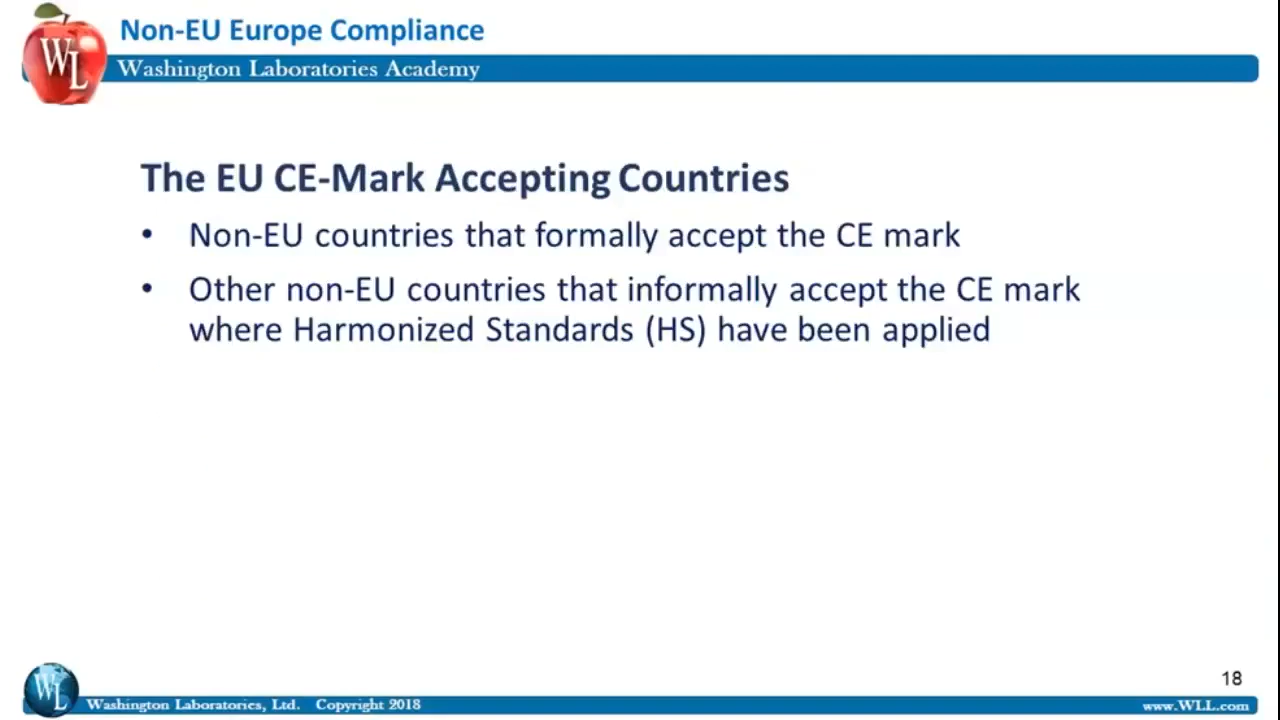 Non-EU Europe Compliance
WL
Washington Laboratories Academy
The EU CE-Mark Accepting Countries
• Non-EU countries that formally accept the CE mark
• Other non-EU countries that informally accept the CE mark
where Harmonized Standards (HS) have been applied
18
WL
Washington Laboratories, Ltd. Copyright 2018
www.WLL.com